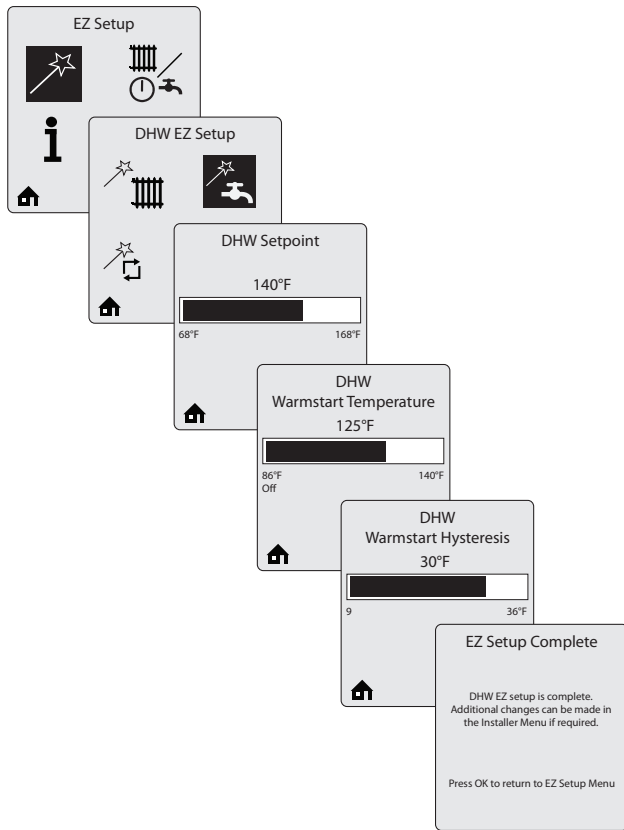 EZ Setup
DHW EZ Setup
DHW Setpoint
140°F
68°F 168°F
DHW
Warmstart Temperature
125°F
86°F 140°F
Off
DHW
Warmstart Hysteresis
30°F
9 36°F
EZ Setup Complete
DHW EZ setup is complete.
Additional changes can be made in
the Installer Menu if required.
Press OK to return to EZ Setup Menu